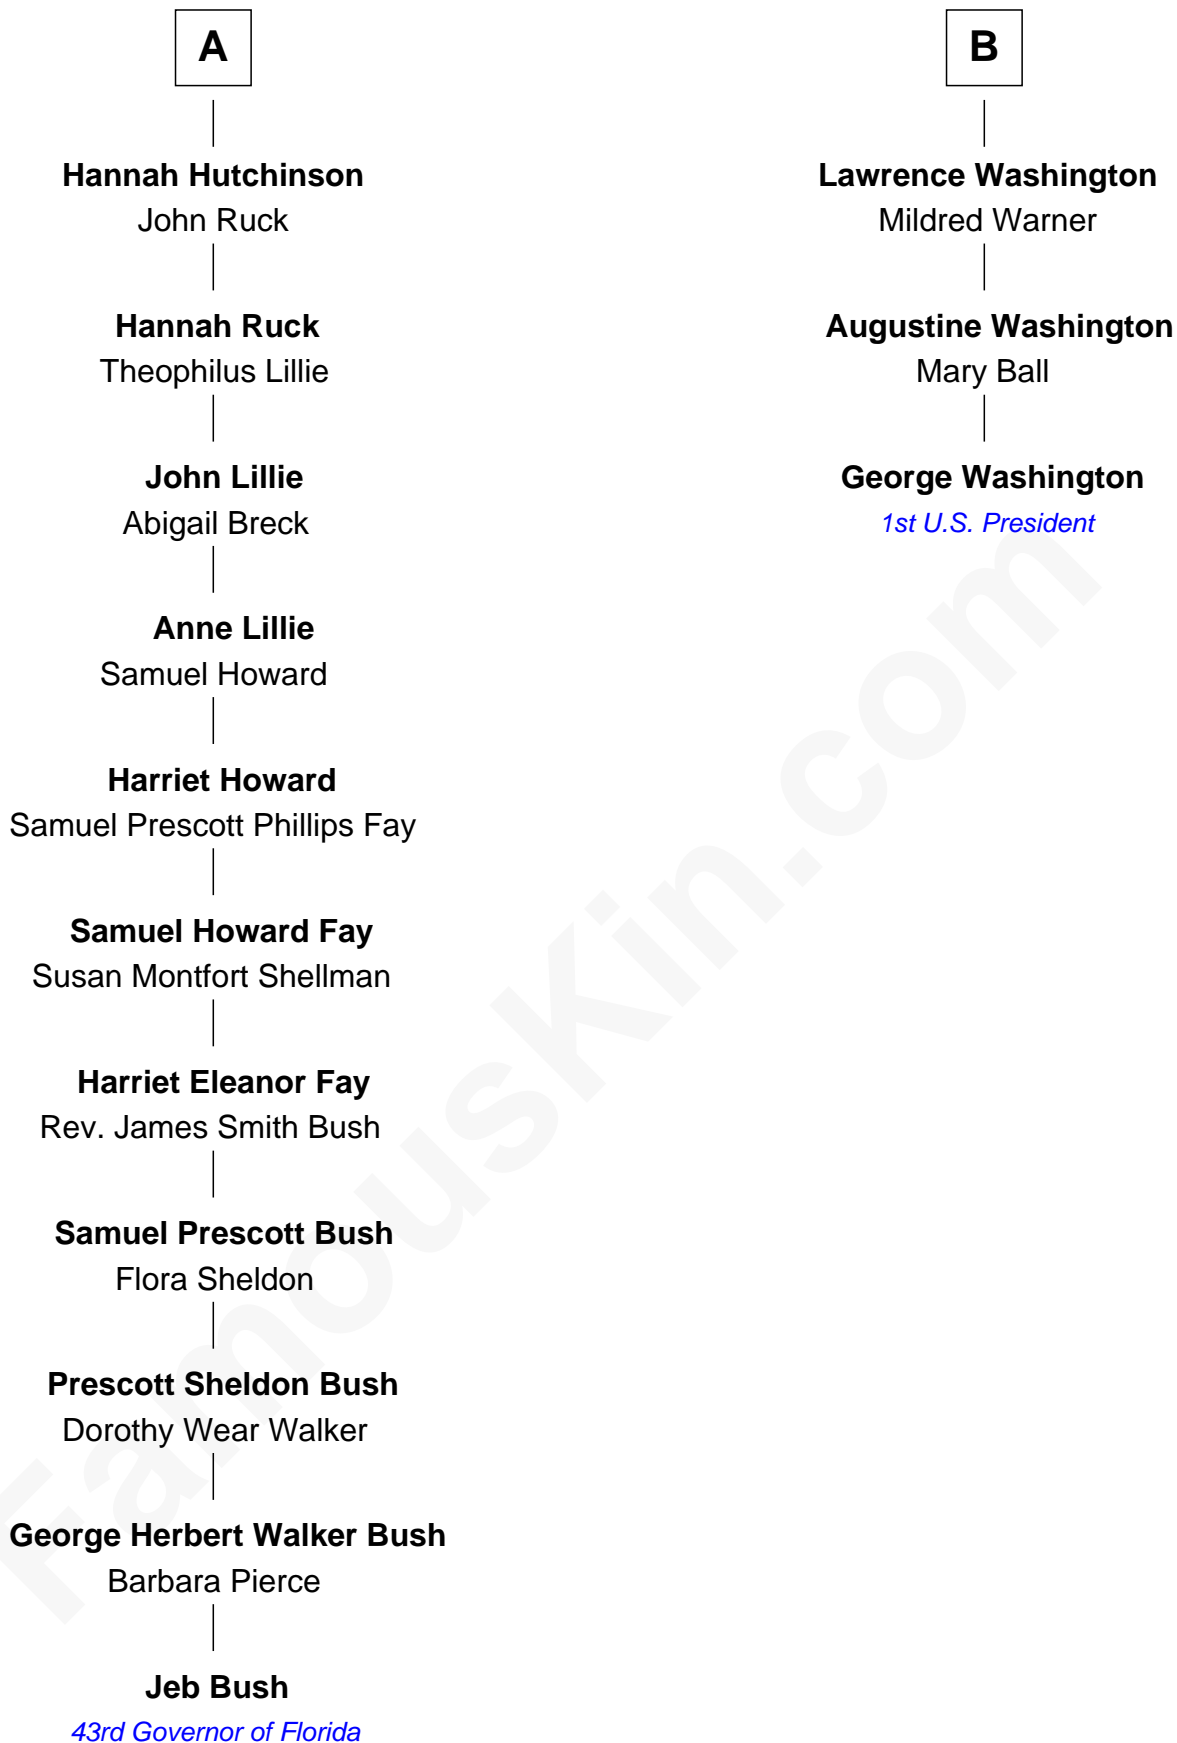 A
Hannah Hutchinson
John Ruck
Hannah Ruck
Theophilus Lillie
John Lillie
Abigail Breck
Anne Lillie
Samuel Howard
Harriet Howard
Samuel Prescott Phillips Fay
Samuel Howard Fay
Susan Montfort Shellman
Harriet Eleanor Fay
Rev. James Smith Bush
Samuel Prescott Bush
Flora Sheldon
Prescott Sheldon Bush
Dorothy Wear Walker
George Herbert Walker Bush
Barbara Pierce
Jeb Bush
43rd Governor of Florida
B
Lawrence Washington
Mildred Warner
Augustine Washington
Mary Ball
George Washington
1st U.S. President
FamousKin.com